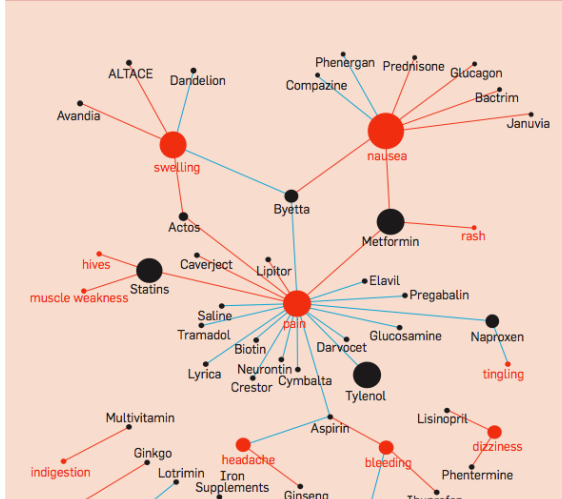 Phenergan
Prednisone
ALTACE
Glucagon
Dandelion
Compazine
Bactrim
Avandia
Januvia
nausea
swelling
Byetta
Actos
rash
Metformin
hives
Caverject
Lipitor
Elavil
Statins
Pregabalin
muscle weakness
Saline
pain
Tramadol
Glucosamine
Naproxen
Biotin
Darvocet
Lyrica
Neurontin
tingling
Crestor
Cymbalta
Tylenol
Multivitamin
Lisinopril
Aspirin
dizziness
Ginkgo
headache
bleeding
indigestion
Lotrimin
Iron
Supplements
Phentermine
Ginseng
Ibuprofen